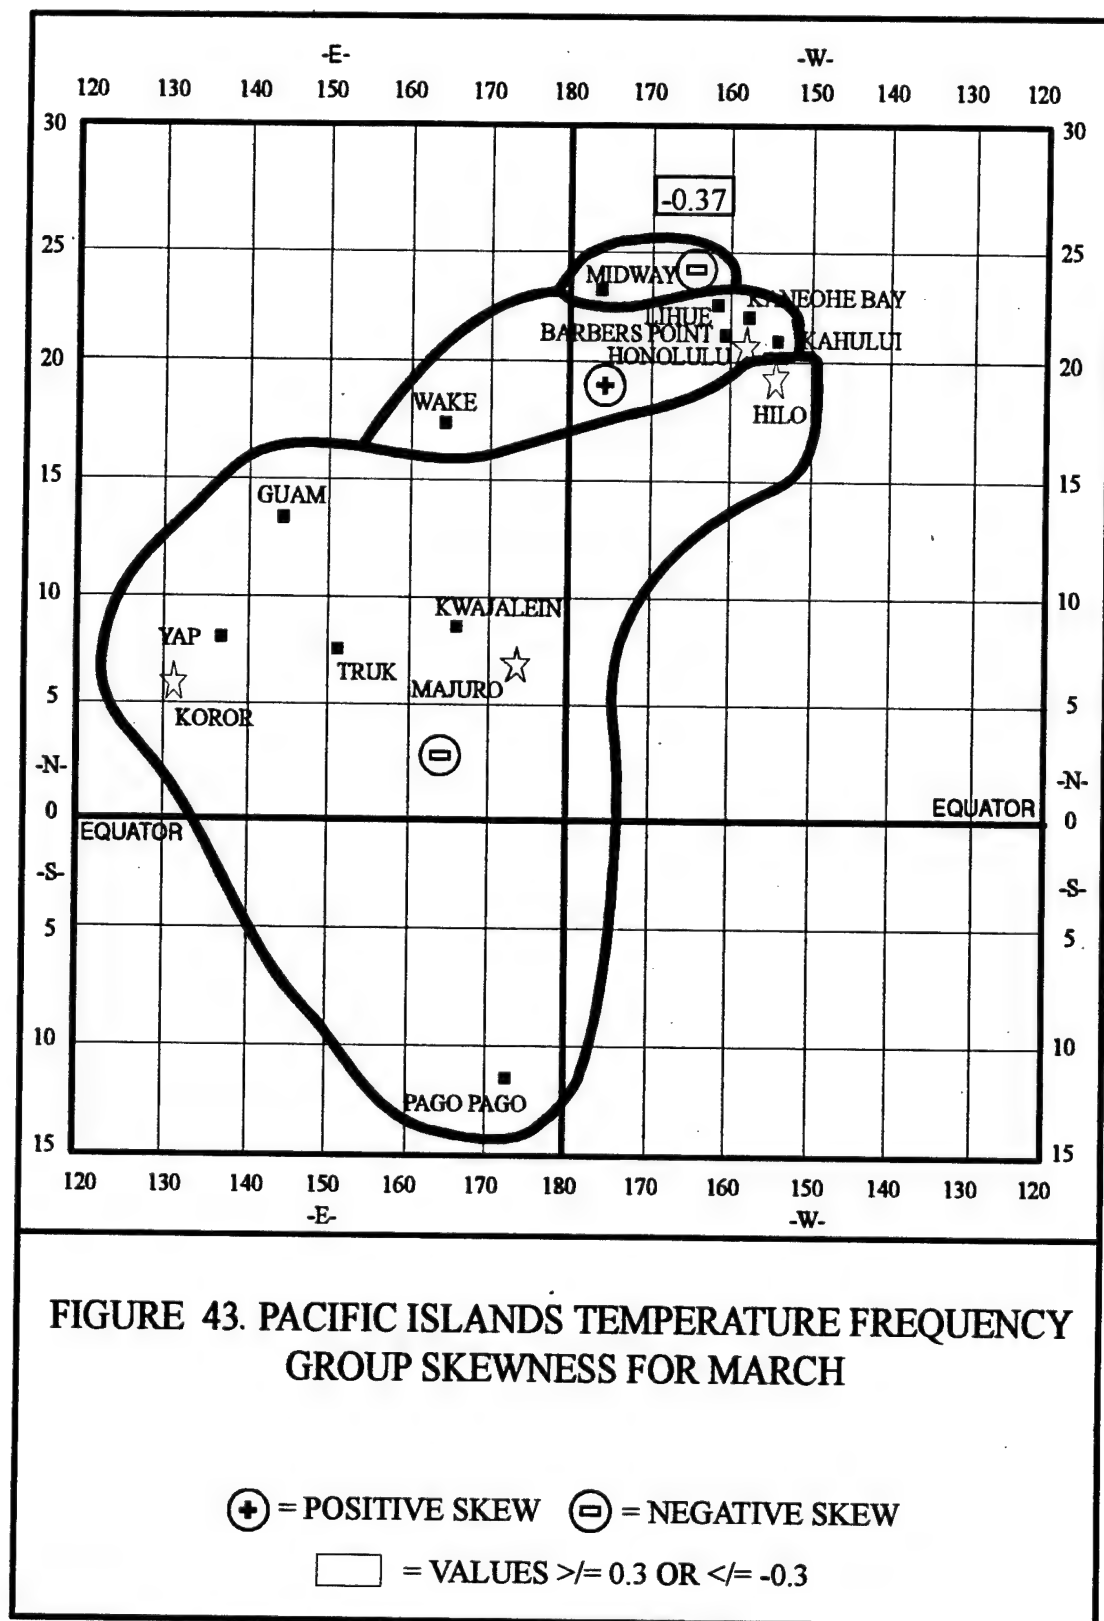 -E- -W-
120 130 140 150 160 170 180 170 160 150 140 130 120
30 30
-0.37
25 25
MIDWAY
KANEOHE BAY
LIHUE
BARBERS POINT KAHULUI
HONOLULU
20 20
WAKE
HILO
15 15
GUAM
10 10
KWAJALEIN
YAP
TRUK
MAJURO
5 5
KOROR
-N- -N-
0 EQUATOR 0
EQUATOR
-S- -S-
5 5
10 10
PAGO PAGO
15 15
120 130 140 150 160 170 180 170 160 150 140 130 120
-E- -W-
FIGURE 43. PACIFIC ISLANDS TEMPERATURE FREQUENCY
GROUP SKEWNESS FOR MARCH
= POSITIVE SKEW = NEGATIVE SKEW
= VALUES >/= 0.3 OR </= -0.3